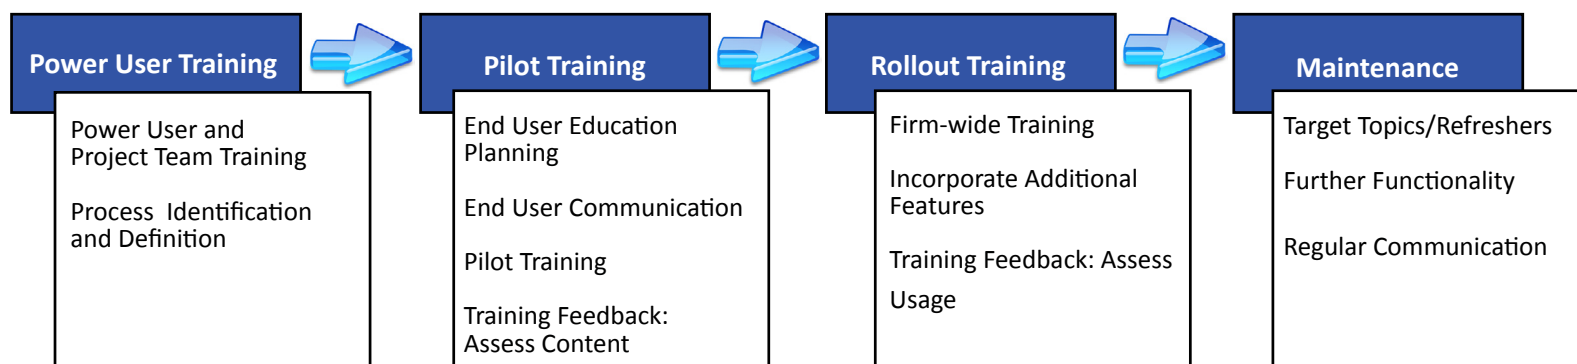 Power User Training
Power User and
Project Team Training
Process Identification
and Definition
Pilot Training
End User Education
Planning
End User Communication
Pilot Training
Training Feedback:
Assess Content
Rollout Training
Firm-wide Training
Incorporate Additional
Features
Training Feedback: Assess
Usage
Maintenance
Target Topics/Refreshers
Further Functionality
Regular Communication